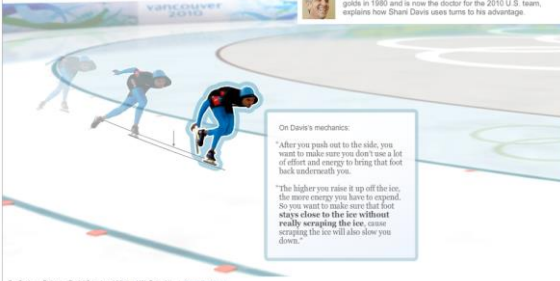 vancouver
2010
golds in 1980 and is now the doctor for the 2010 U.S. team,
explains how Shani Davis uses turns to his advantage.
On Davis's mechanics:
"After you push out to the side, you
want to make sure you don't use a lot
of effort and energy to bring that foot
back underneath you.
"The higher you raise it up off the ice,
the more energy you have to expend.
So you want to make sure that foot
stays close to the ice without
really scraping the ice, cause
scraping the ice will also slow you
down."